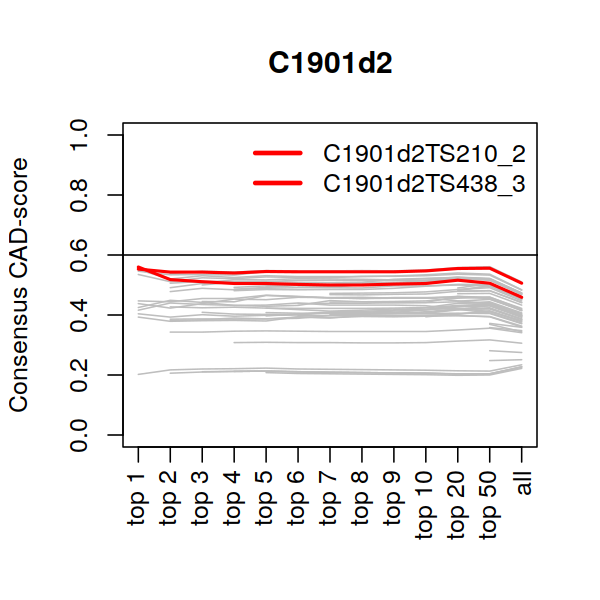 C1901d2
Consensus CAD-score
1.0
0.8
0.6
0.4
0.2
0.0
C1901d2TS210_2
C1901d2TS438_3
top 1
top 2
top 3
top 4
top 5
top 6
top 7
top 8
top 9
top 10
top 20
top 50
all